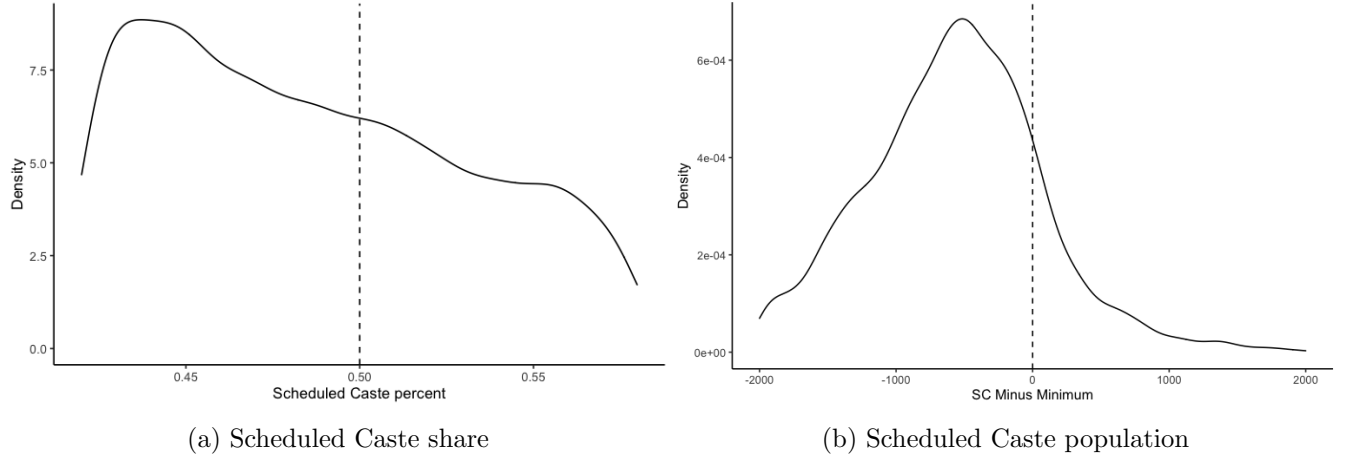 7.5
5.0
2.5
0.0
Density
0.45
0.50
0.55
Scheduled Caste percent
(a) Scheduled Caste share
6e-04
4e-04
2e-04
0e+00
Density
-2000
-1000
0
1000
2000
SC Minus Minimum
(b) Scheduled Caste population